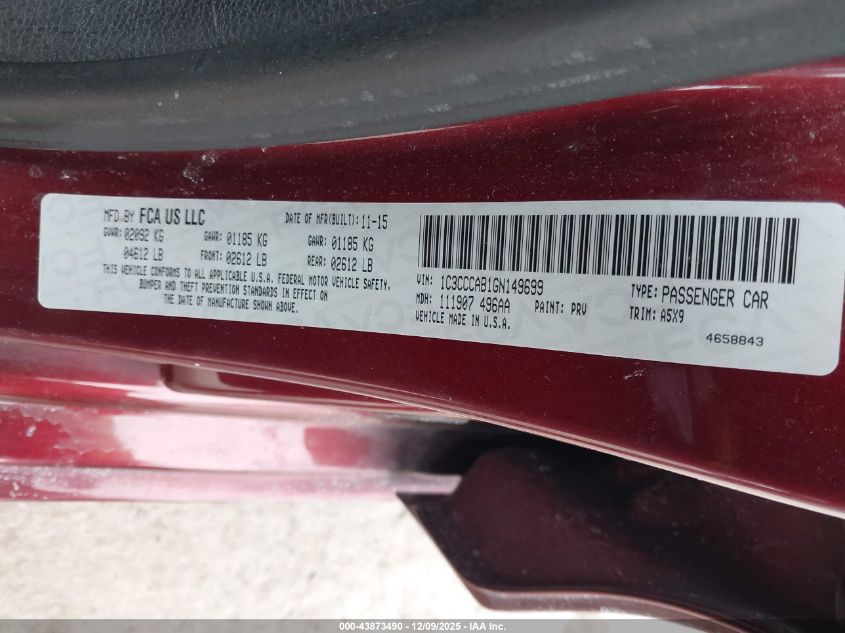 MFD BY FCA US LLC DATE OF MFR(BUILT): 11-15
GVWR: 02092 KG GAWR: 01185 KG GAWR: 01185 KG
04612 LB FRONT: 02612 LB REAR: 02612 LB
THIS VEHICLE CONFORMS TO ALL APPLICABLE U.S.A. FEDERAL MOTOR VEHICLE SAFETY,
BUMPER AND THEFT PREVENTION STANDARDS IN EFFECT ON
THE DATE OF MANUFACTURE SHOWN ABOVE.
VIN: 1C3CCCAB1GN149699 TYPE: PASSENGER CAR
MDH: 111907 496AA PAINT: PRV TRIM: A5X9
VEHICLE MADE IN U.S.A.
4658843
000-43873490 - 12/09/2025 - IAA Inc.